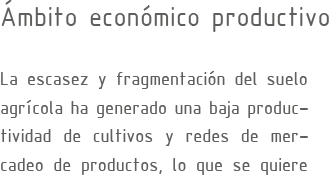 Ámbito económico productivo
La escasez y fragmentación del suelo
agrícola ha generado una baja produc-
tividad de cultivos y redes de mer-
cadeo de productos, lo que se quiere